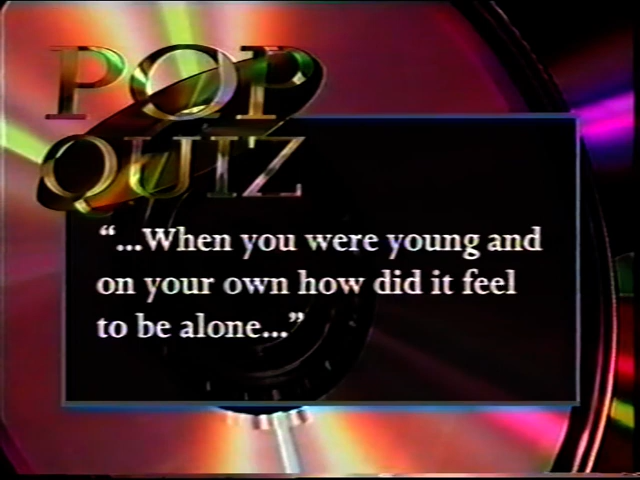 POP
QUIZ
“...When you were young and
on your own how did it feel
to be alone...”